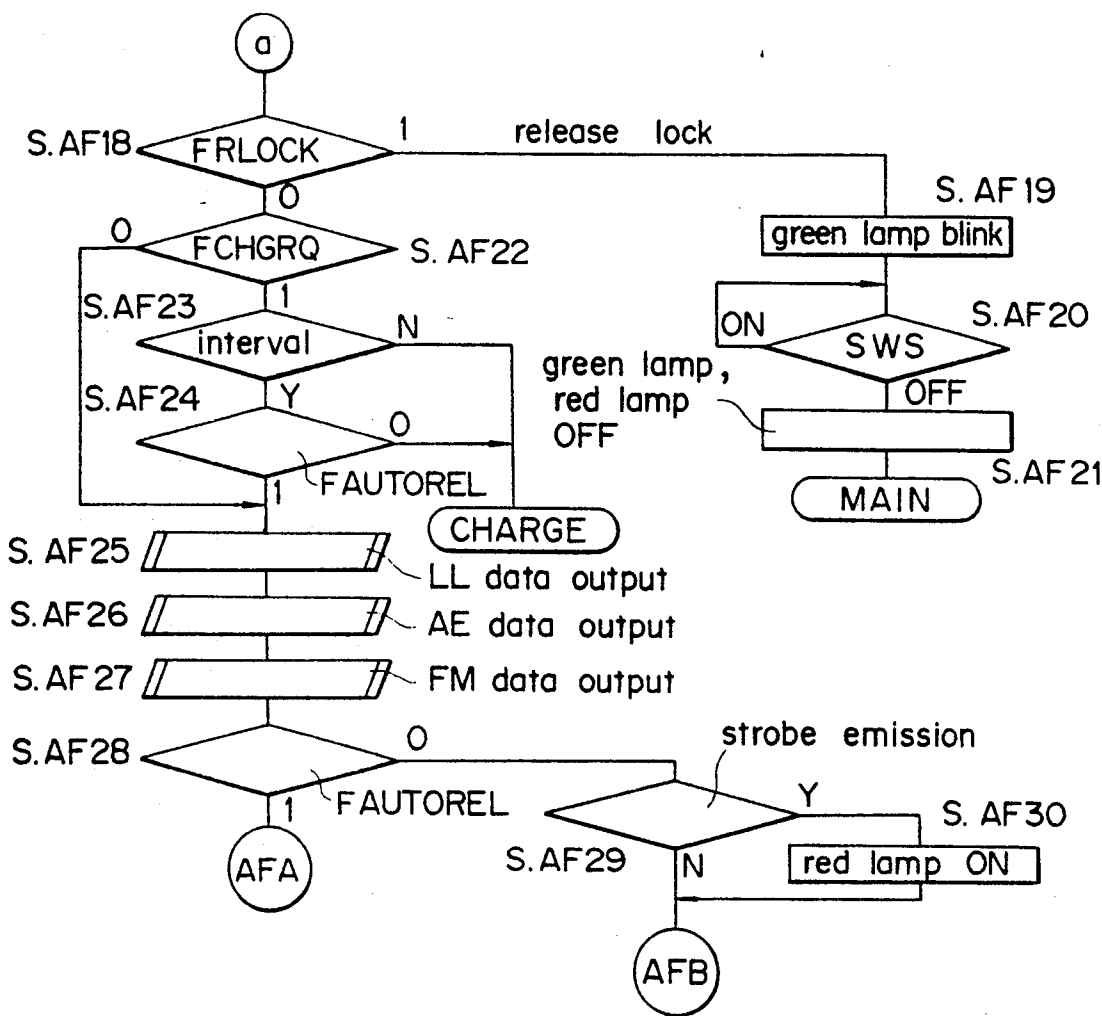 a
S. AF18
FRLOCK
1
release lock
0
S. AF19
green lamp blink
0
FCHGRQ
S. AF22
1
S. AF23
interval
N
Y
ON
SWS
S. AF20
OFF
green lamp,
red lamp
OFF
S. AF21
MAIN
S. AF24
0
FAUTOREL
1
CHARGE
S. AF25
LL data output
S. AF26
AE data output
S. AF27
FM data output
S. AF28
0
FAUTOREL
1
AFA
strobe emission
Y
S. AF29
N
S. AF30
red lamp ON
AFB